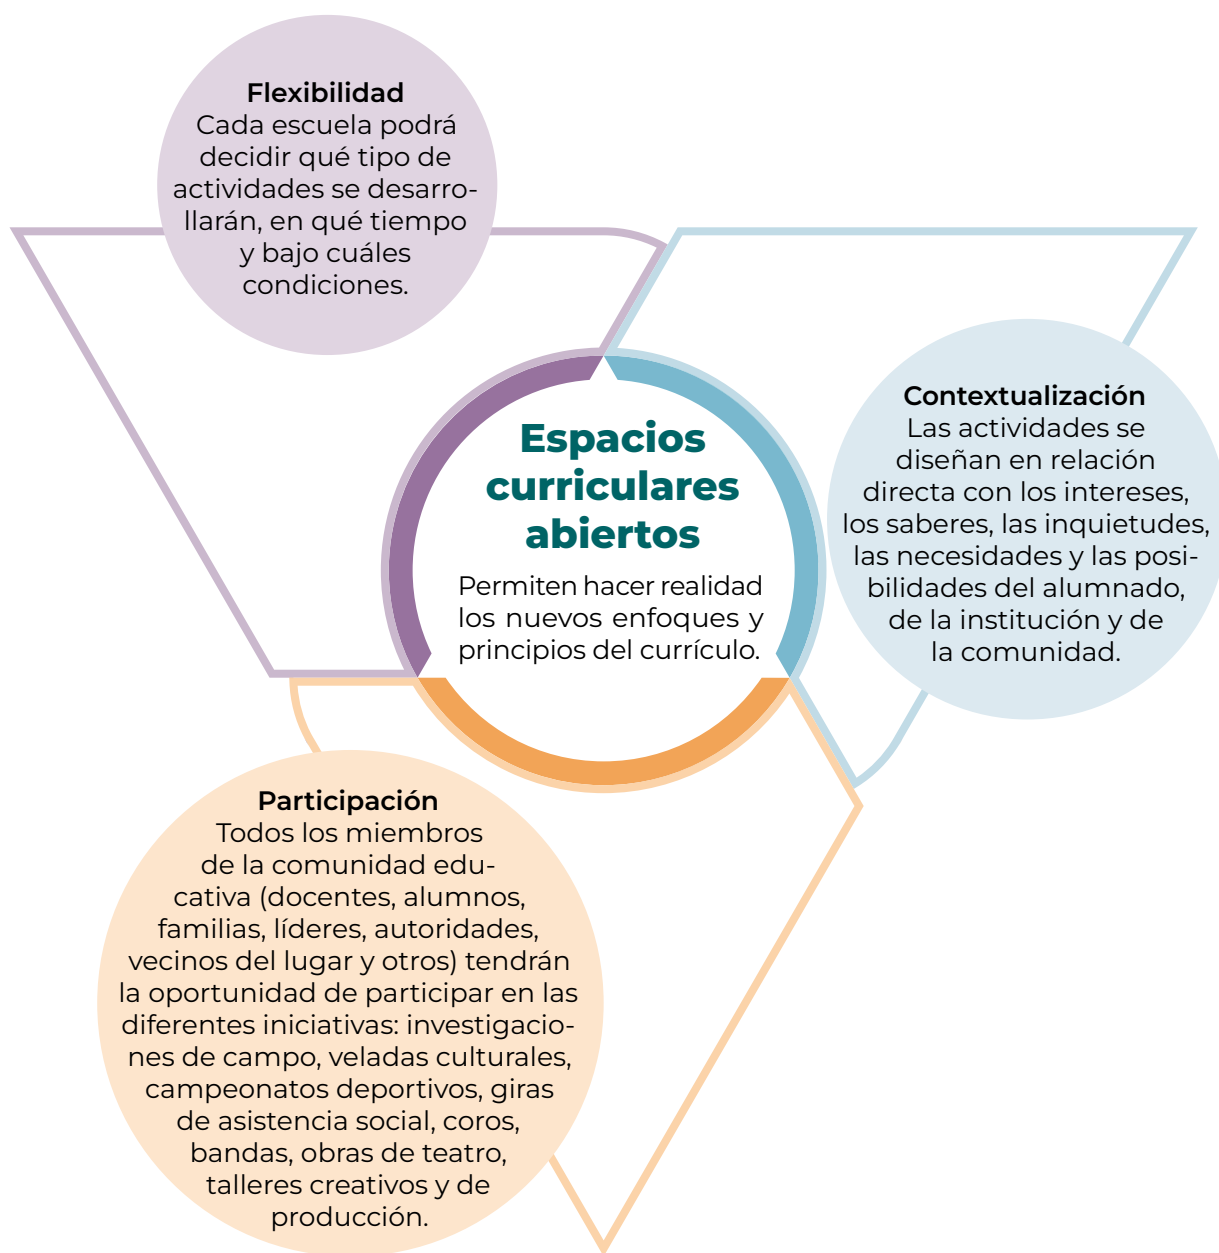 Flexibilidad
Cada escuela podrá
decidir qué tipo de
actividades se desarro-
llarán, en qué tiempo
y bajo cuáles
condiciones.
Espacios
curriculares
abiertos
Permiten hacer realidad
los nuevos enfoques y
principios del currículo.
Contextualización
Las actividades se
diseñan en relación
directa con los intereses,
los saberes, las inquietudes,
las necesidades y las posi-
bilidades del alumnado,
de la institución y de
la comunidad.
Participación
Todos los miembros
de la comunidad edu-
cativa (docentes, alumnos,
familias, líderes, autoridades,
vecinos del lugar y otros) tendrán
la oportunidad de participar en las
diferentes iniciativas: investigacio-
nes de campo, veladas culturales,
campeonatos deportivos, giras
de asistencia social, coros,
bandas, obras de teatro,
talleres creativos y de
producción.